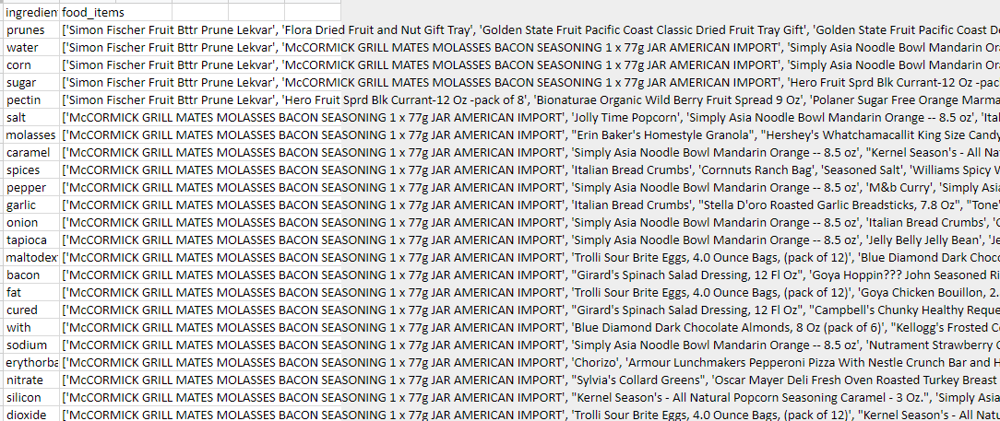 ingredien food_items
prunes ['Simon Fischer Fruit Bttr Prune Lekvar', 'Flora Dried Fruit and Nut Gift Tray', 'Golden State Fruit Pacific Coast Classic Dried Fruit Tray Gift', 'Golden State Fruit Pacific Coast De
water ['Simon Fischer Fruit Bttr Prune Lekvar', 'McCORMICK GRILL MATES MOLASSES BACON SEASONING 1 x 77g JAR AMERICAN IMPORT', 'Simply Asia Noodle Bowl Mandarin Or
corn ['Simon Fischer Fruit Bttr Prune Lekvar', 'McCORMICK GRILL MATES MOLASSES BACON SEASONING 1 x 77g JAR AMERICAN IMPORT', 'Simply Asia Noodle Bowl Mandarin Or
sugar ['Simon Fischer Fruit Bttr Prune Lekvar', 'McCORMICK GRILL MATES MOLASSES BACON SEASONING 1 x 77g JAR AMERICAN IMPORT', 'Hero Fruit Sprd Blk Currant-12 Oz -pac
pectin ['Simon Fischer Fruit Bttr Prune Lekvar', 'Hero Fruit Sprd Blk Currant-12 Oz -pack of 8', 'Bionaturae Organic Wild Berry Fruit Spread 9 Oz', 'Polaner Sugar Free Orange Marma
salt ['McCORMICK GRILL MATES MOLASSES BACON SEASONING 1 x 77g JAR AMERICAN IMPORT', 'Jolly Time Popcorn', 'Simply Asia Noodle Bowl Mandarin Orange -- 8.5 oz', 'Ital
molasses ['McCORMICK GRILL MATES MOLASSES BACON SEASONING 1 x 77g JAR AMERICAN IMPORT', "Erin Baker's Homestyle Granola", "Hershey's Whatchamacallit King Size Candy
caramel ['McCORMICK GRILL MATES MOLASSES BACON SEASONING 1 x 77g JAR AMERICAN IMPORT', 'Simply Asia Noodle Bowl Mandarin Orange -- 8.5 oz', "Kernel Season's - All Na
spices ['McCORMICK GRILL MATES MOLASSES BACON SEASONING 1 x 77g JAR AMERICAN IMPORT', 'Italian Bread Crumbs', 'Cornnuts Ranch Bag', 'Seasoned Salt', 'Williams Spicy V
pepper ['McCORMICK GRILL MATES MOLASSES BACON SEASONING 1 x 77g JAR AMERICAN IMPORT', 'Simply Asia Noodle Bowl Mandarin Orange -- 8.5 oz', 'M&b Curry', 'Simply Asi
garlic ['McCORMICK GRILL MATES MOLASSES BACON SEASONING 1 x 77g JAR AMERICAN IMPORT', 'Italian Bread Crumbs', "Stella D'oro Roasted Garlic Breadsticks, 7.8 Oz", "Tone'
onion ['McCORMICK GRILL MATES MOLASSES BACON SEASONING 1 x 77g JAR AMERICAN IMPORT', 'Simply Asia Noodle Bowl Mandarin Orange -- 8.5 oz', 'Italian Bread Crumbs', 'C
tapioca ['McCORMICK GRILL MATES MOLASSES BACON SEASONING 1 x 77g JAR AMERICAN IMPORT', 'Simply Asia Noodle Bowl Mandarin Orange -- 8.5 oz', 'Jelly Belly Jelly Bean', 'Je
maltodex ['McCORMICK GRILL MATES MOLASSES BACON SEASONING 1 x 77g JAR AMERICAN IMPORT', 'Trolli Sour Brite Eggs, 4.0 Ounce Bags, (pack of 12)', 'Blue Diamond Dark Choc
bacon ['McCORMICK GRILL MATES MOLASSES BACON SEASONING 1 x 77g JAR AMERICAN IMPORT', "Girard's Spinach Salad Dressing, 12 Fl Oz", 'Goya Hoppin??? John Seasoned Ri
fat ['McCORMICK GRILL MATES MOLASSES BACON SEASONING 1 x 77g JAR AMERICAN IMPORT', 'Trolli Sour Brite Eggs, 4.0 Ounce Bags, (pack of 12)', 'Goya Chicken Bouillon, 2.
cured ['McCORMICK GRILL MATES MOLASSES BACON SEASONING 1 x 77g JAR AMERICAN IMPORT', "Girard's Spinach Salad Dressing, 12 Fl Oz", "Campbell's Chunky Healthy Reque
with ['McCORMICK GRILL MATES MOLASSES BACON SEASONING 1 x 77g JAR AMERICAN IMPORT', 'Blue Diamond Dark Chocolate Almonds, 8 Oz (pack of 6)', "Kellogg's Frosted C
sodium ['McCORMICK GRILL MATES MOLASSES BACON SEASONING 1 x 77g JAR AMERICAN IMPORT', 'Simply Asia Noodle Bowl Mandarin Orange -- 8.5 oz', 'Nutrament Strawberry C
erythorba ['McCORMICK GRILL MATES MOLASSES BACON SEASONING 1 x 77g JAR AMERICAN IMPORT', 'Chorizo', 'Armour Lunchmakers Pepperoni Pizza With Nestle Crunch Bar and H
nitrate ['McCORMICK GRILL MATES MOLASSES BACON SEASONING 1 x 77g JAR AMERICAN IMPORT', "Sylvia's Collard Greens", 'Oscar Mayer Deli Fresh Oven Roasted Turkey Breast
silicon ['McCORMICK GRILL MATES MOLASSES BACON SEASONING 1 x 77g JAR AMERICAN IMPORT', "Kernel Season's - All Natural Popcorn Seasoning Caramel - 3 Oz.", 'Simply Asia
dioxide ['McCORMICK GRILL MATES MOLASSES BACON SEASONING 1 x 77g JAR AMERICAN IMPORT', 'Trolli Sour Brite Eggs, 4.0 Ounce Bags, (pack of 12)', "Kernel Season's - All Nat